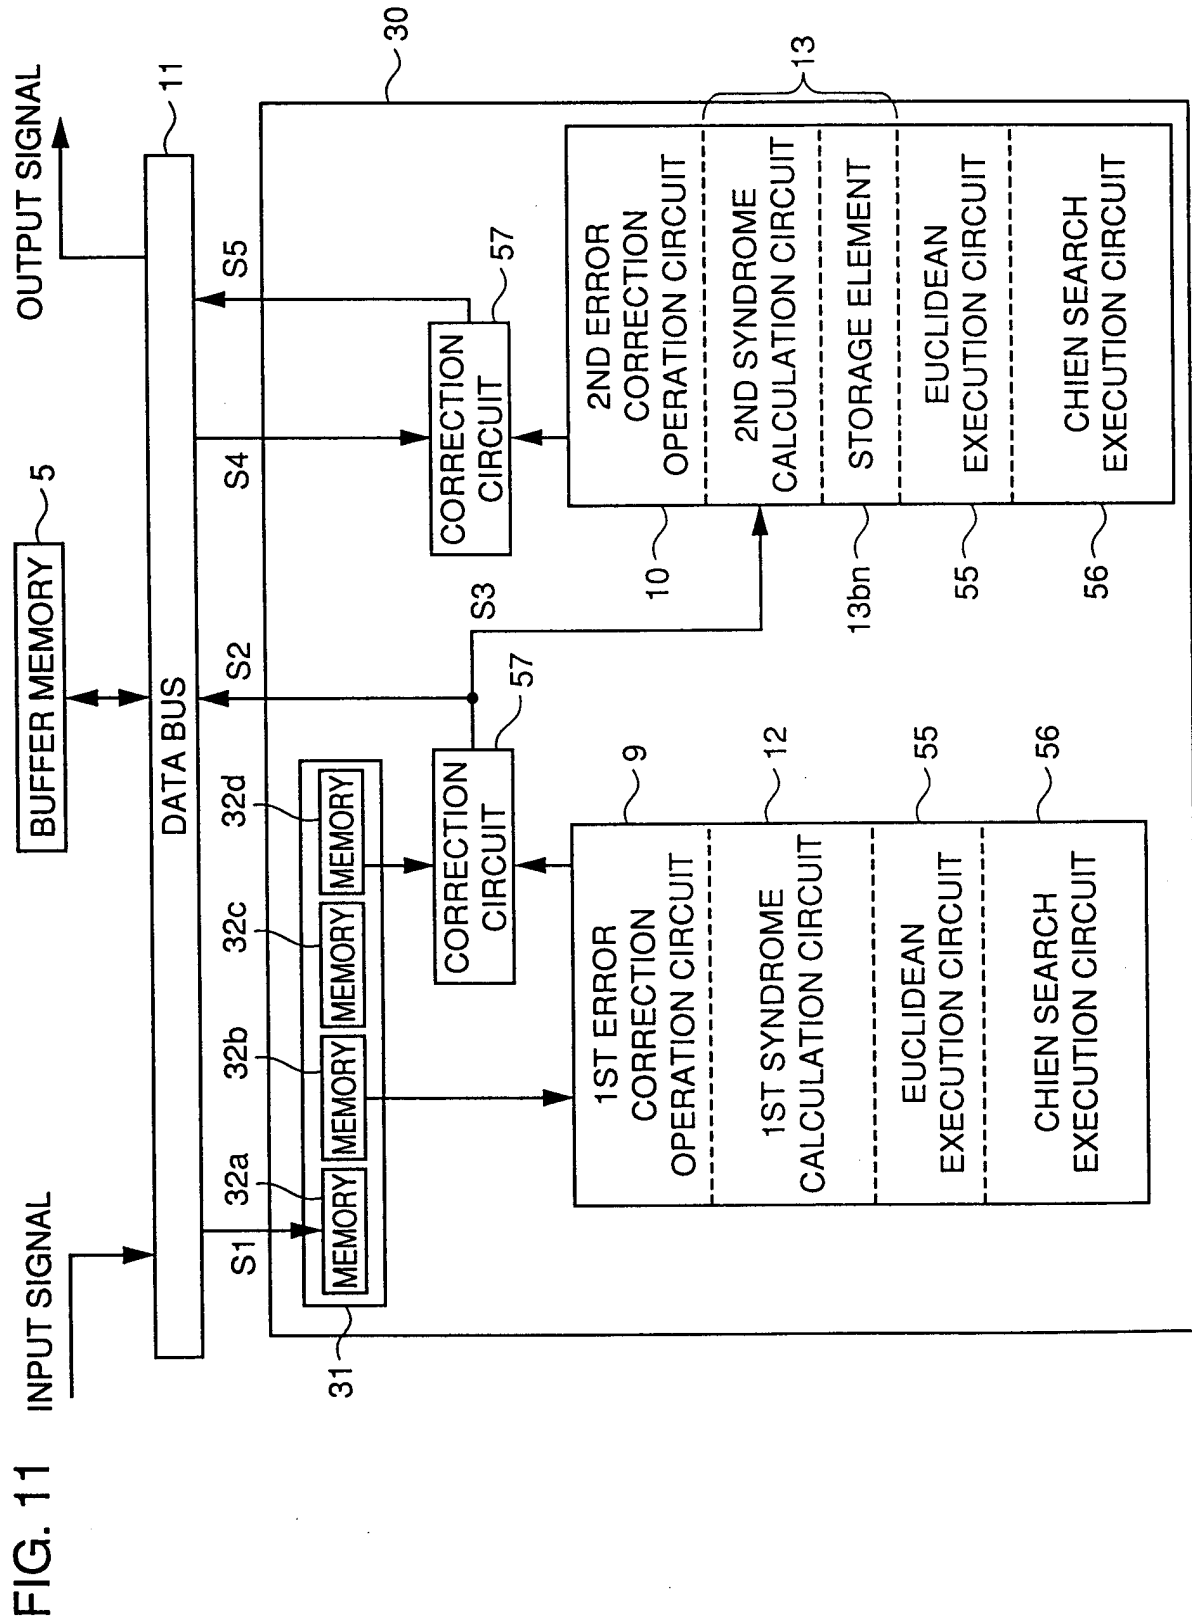 FIG. 11
INPUT SIGNAL
BUFFER MEMORY
5
OUTPUT SIGNAL
DATA BUS
11
S1
S2
S4
S5
30
31
32a
32b
32c
32d
MEMORY
MEMORY
MEMORY
MEMORY
CORRECTION
CIRCUIT
57
S3
CORRECTION
CIRCUIT
57
1ST ERROR
CORRECTION
OPERATION CIRCUIT
9
1ST SYNDROME
CALCULATION CIRCUIT
12
EUCLIDEAN
EXECUTION CIRCUIT
55
CHIEN SEARCH
EXECUTION CIRCUIT
56
2ND ERROR
CORRECTION
OPERATION CIRCUIT
10
2ND SYNDROME
CALCULATION CIRCUIT
13
STORAGE ELEMENT
13bn
EUCLIDEAN
EXECUTION CIRCUIT
55
CHIEN SEARCH
EXECUTION CIRCUIT
56